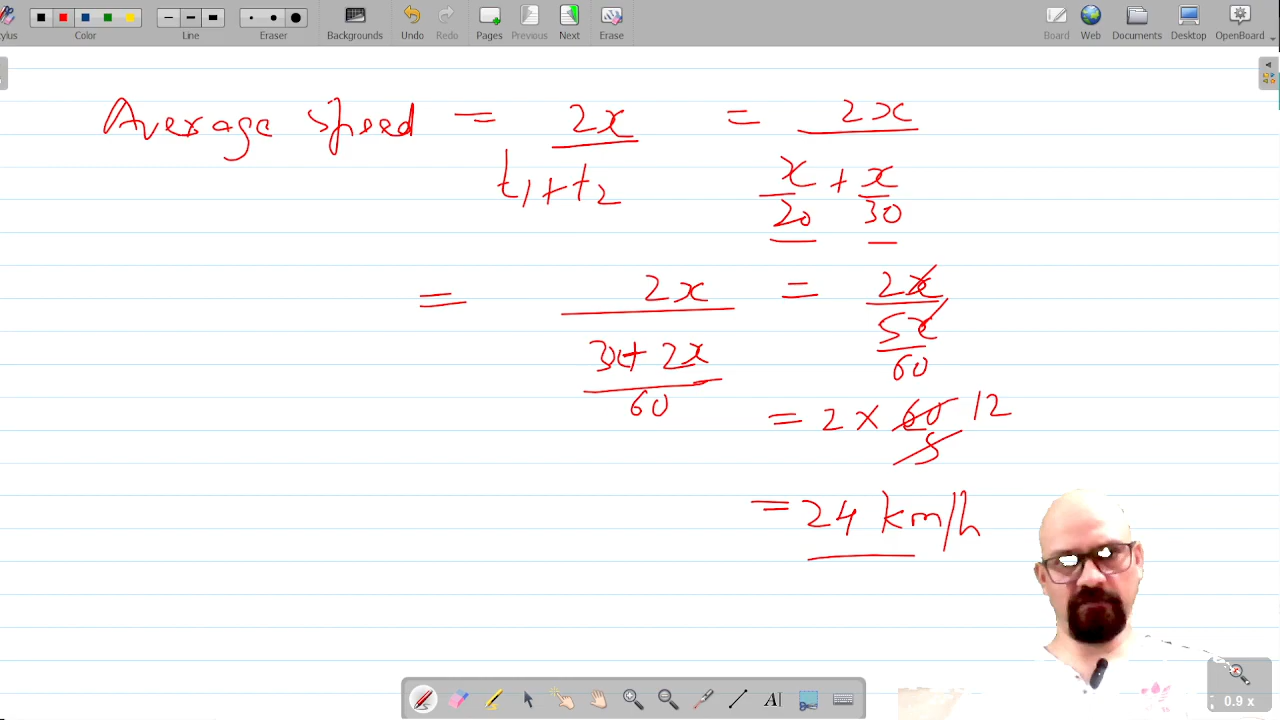 tylus Color Line Eraser Backgrounds Undo Redo Pages Previous Next Erase Board Web Documents Desktop OpenBoard
Average speed = 2x / t1 + t2 = 2x / (x/20 + x/30)
= 2x / ((3x + 2x)/60) = 2x / (5x/60)
= 2 × 60/5 12
= 24 km/h
A
0.9 x